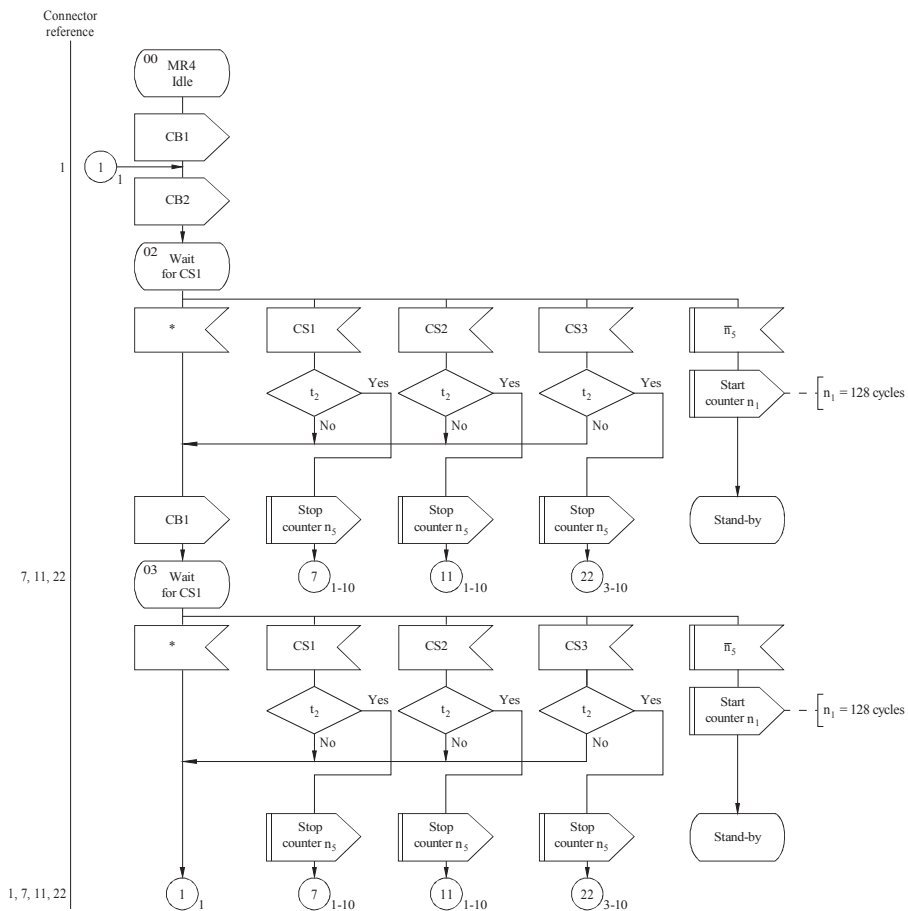 Connector
reference
00
MR4
Idle
CB1
1
1
1
CB2
02
Wait
for CS1
*
CS1
CS2
CS3
n̅5
t2
Yes
t2
Yes
t2
Yes
Start
counter n1
n1 = 128 cycles
No
No
No
CB1
Stop
counter n5
Stop
counter n5
Stop
counter n5
Stand-by
7, 11, 22
03
Wait
for CS1
7
1-10
11
1-10
22
3-10
*
CS1
CS2
CS3
n̅5
t2
Yes
t2
Yes
t2
Yes
Start
counter n1
n1 = 128 cycles
No
No
No
Stop
counter n5
Stop
counter n5
Stop
counter n5
Stand-by
1, 7, 11, 22
1
1
7
1-10
11
1-10
22
3-10